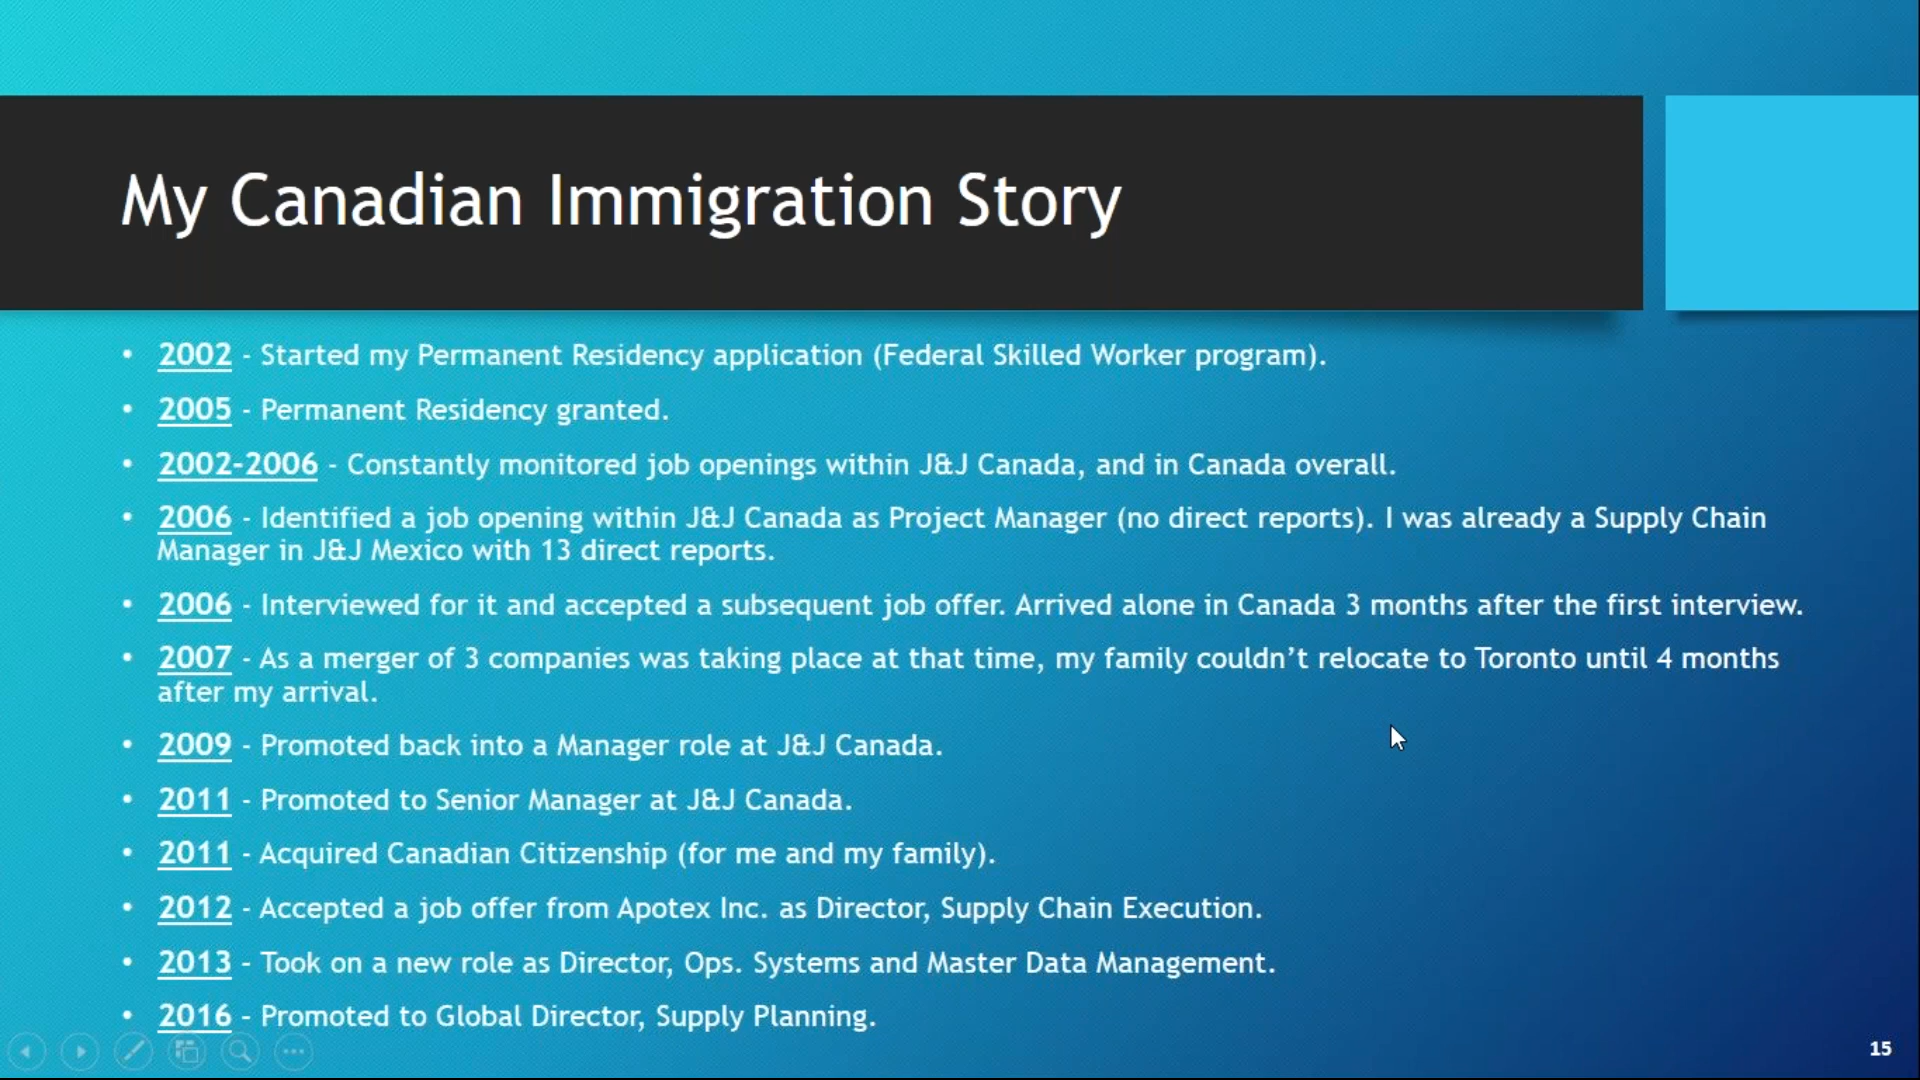 My Canadian Immigration Story
• 2002 - Started my Permanent Residency application (Federal Skilled Worker program).
• 2005 - Permanent Residency granted.
• 2002-2006 - Constantly monitored job openings within J&J Canada, and in Canada overall.
• 2006 - Identified a job opening within J&J Canada as Project Manager (no direct reports). I was already a Supply Chain
Manager in J&J Mexico with 13 direct reports.
• 2006 - Interviewed for it and accepted a subsequent job offer. Arrived alone in Canada 3 months after the first interview.
• 2007 - As a merger of 3 companies was taking place at that time, my family couldn’t relocate to Toronto until 4 months
after my arrival.
• 2009 - Promoted back into a Manager role at J&J Canada.
• 2011 - Promoted to Senior Manager at J&J Canada.
• 2011 - Acquired Canadian Citizenship (for me and my family).
• 2012 - Accepted a job offer from Apotex Inc. as Director, Supply Chain Execution.
• 2013 - Took on a new role as Director, Ops. Systems and Master Data Management.
• 2016 - Promoted to Global Director, Supply Planning.
15